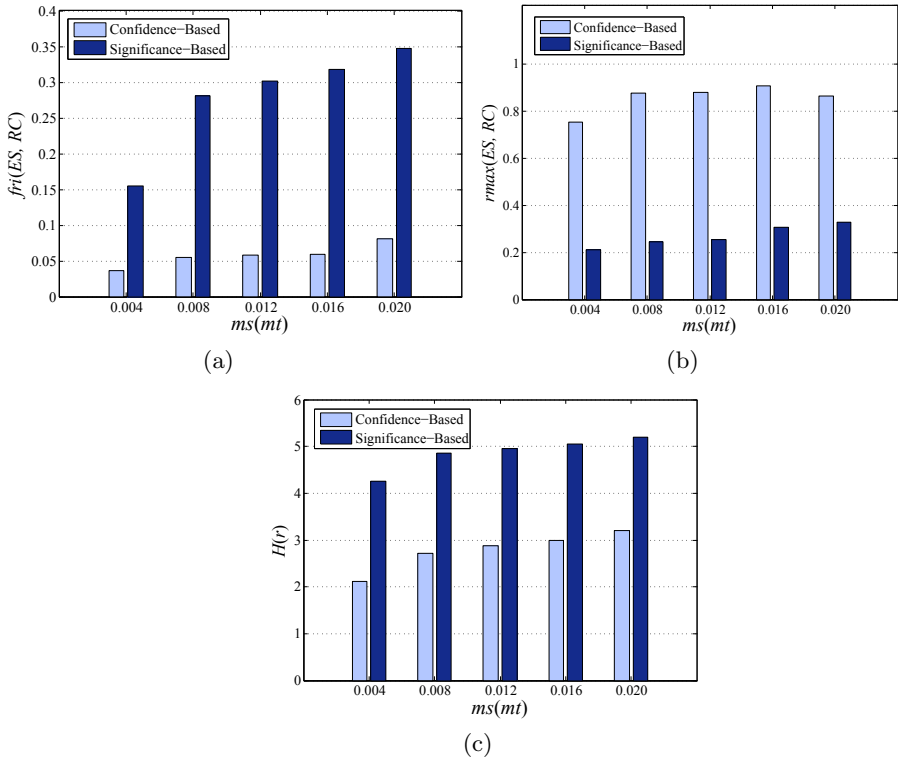 0.4
0.35
0.3
0.25
0.2
0.15
0.1
0.05
0
fri(ES, RC)
Confidence−Based
Significance−Based
0.004 0.008 0.012 0.016 0.020
ms(mt)
(a)
1
0.8
0.6
0.4
0.2
0
rmax(ES, RC)
Confidence−Based
Significance−Based
0.004 0.008 0.012 0.016 0.020
ms(mt)
(b)
6
5
4
3
2
1
0
H(r)
Confidence−Based
Significance−Based
0.004 0.008 0.012 0.016 0.020
ms(mt)
(c)